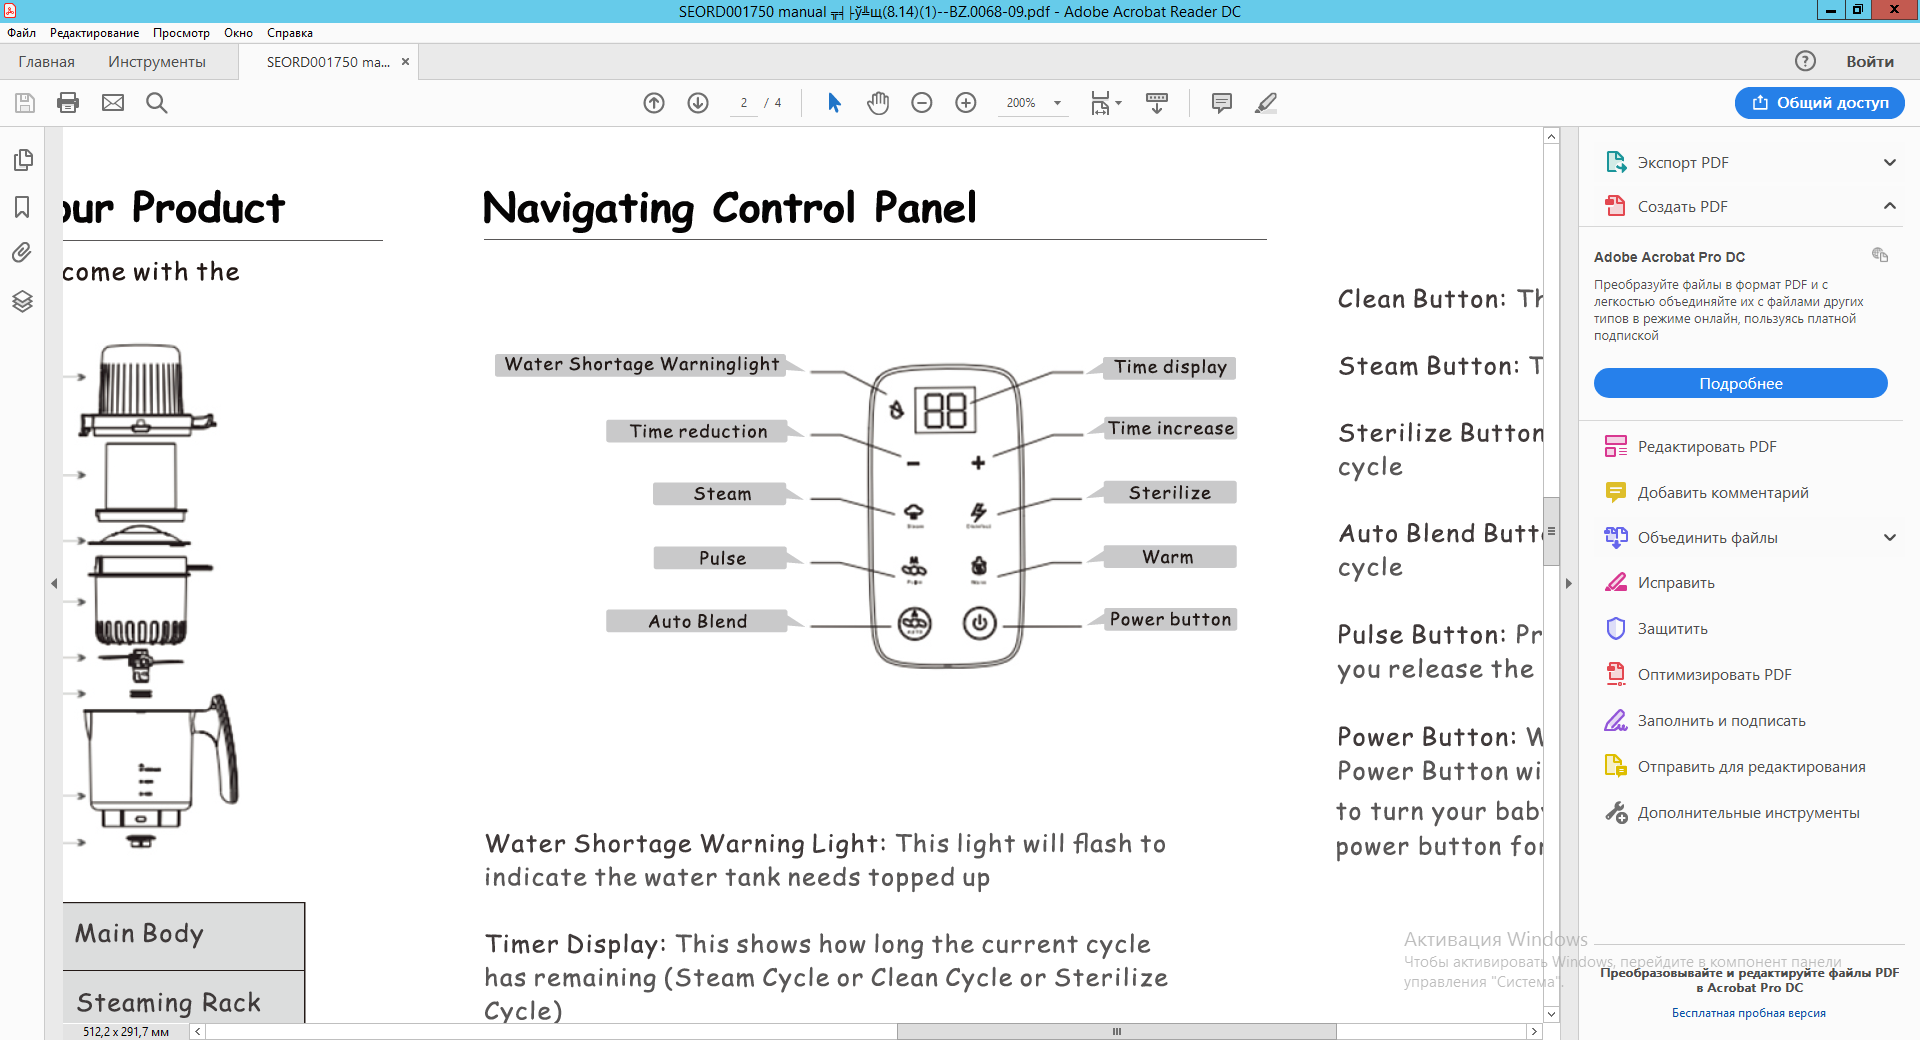 SEORD001750 manual ╤╡├ў╩щ(8.14)(1)--BZ.0068-09.pdf - Adobe Acrobat Reader DC
Файл Редактирование Просмотр Окно Справка
Главная Инструменты SEORD001750 ma... Войти
2 / 4 200% Общий доступ
our Product
come with the
Main Body
Steaming Rack
Navigating Control Panel
Water Shortage Warninglight
Time display
Time reduction
Time increase
Steam
Sterilize
Pulse
Warm
Auto Blend
Power button
88
AUTO
Water Shortage Warning Light: This light will flash to
indicate the water tank needs topped up
Timer Display: This shows how long the current cycle
has remaining (Steam Cycle or Clean Cycle or Sterilize
Cycle)
Clean Button: Th
Steam Button: T
Sterilize Button
cycle
Auto Blend Butt
cycle
Pulse Button: Pr
you release the
Power Button: W
Power Button wi
to turn your bab
power button for
Экспорт PDF
Создать PDF
Adobe Acrobat Pro DC
Преобразуйте файлы в формат PDF и с
легкостью объединяйте их с файлами других
типов в режиме онлайн, пользуясь платной
подпиской
Подробнее
Редактировать PDF
Добавить комментарий
Объединить файлы
Исправить
Защитить
Оптимизировать PDF
Заполнить и подписать
Отправить для редактирования
Дополнительные инструменты
Активация Windows
Чтобы активировать Windows, перейдите в компонент панели
управления "Система".
Преобразовывайте и редактируйте файлы PDF
в Acrobat Pro DC
Бесплатная пробная версия
512,2 x 291,7 мм